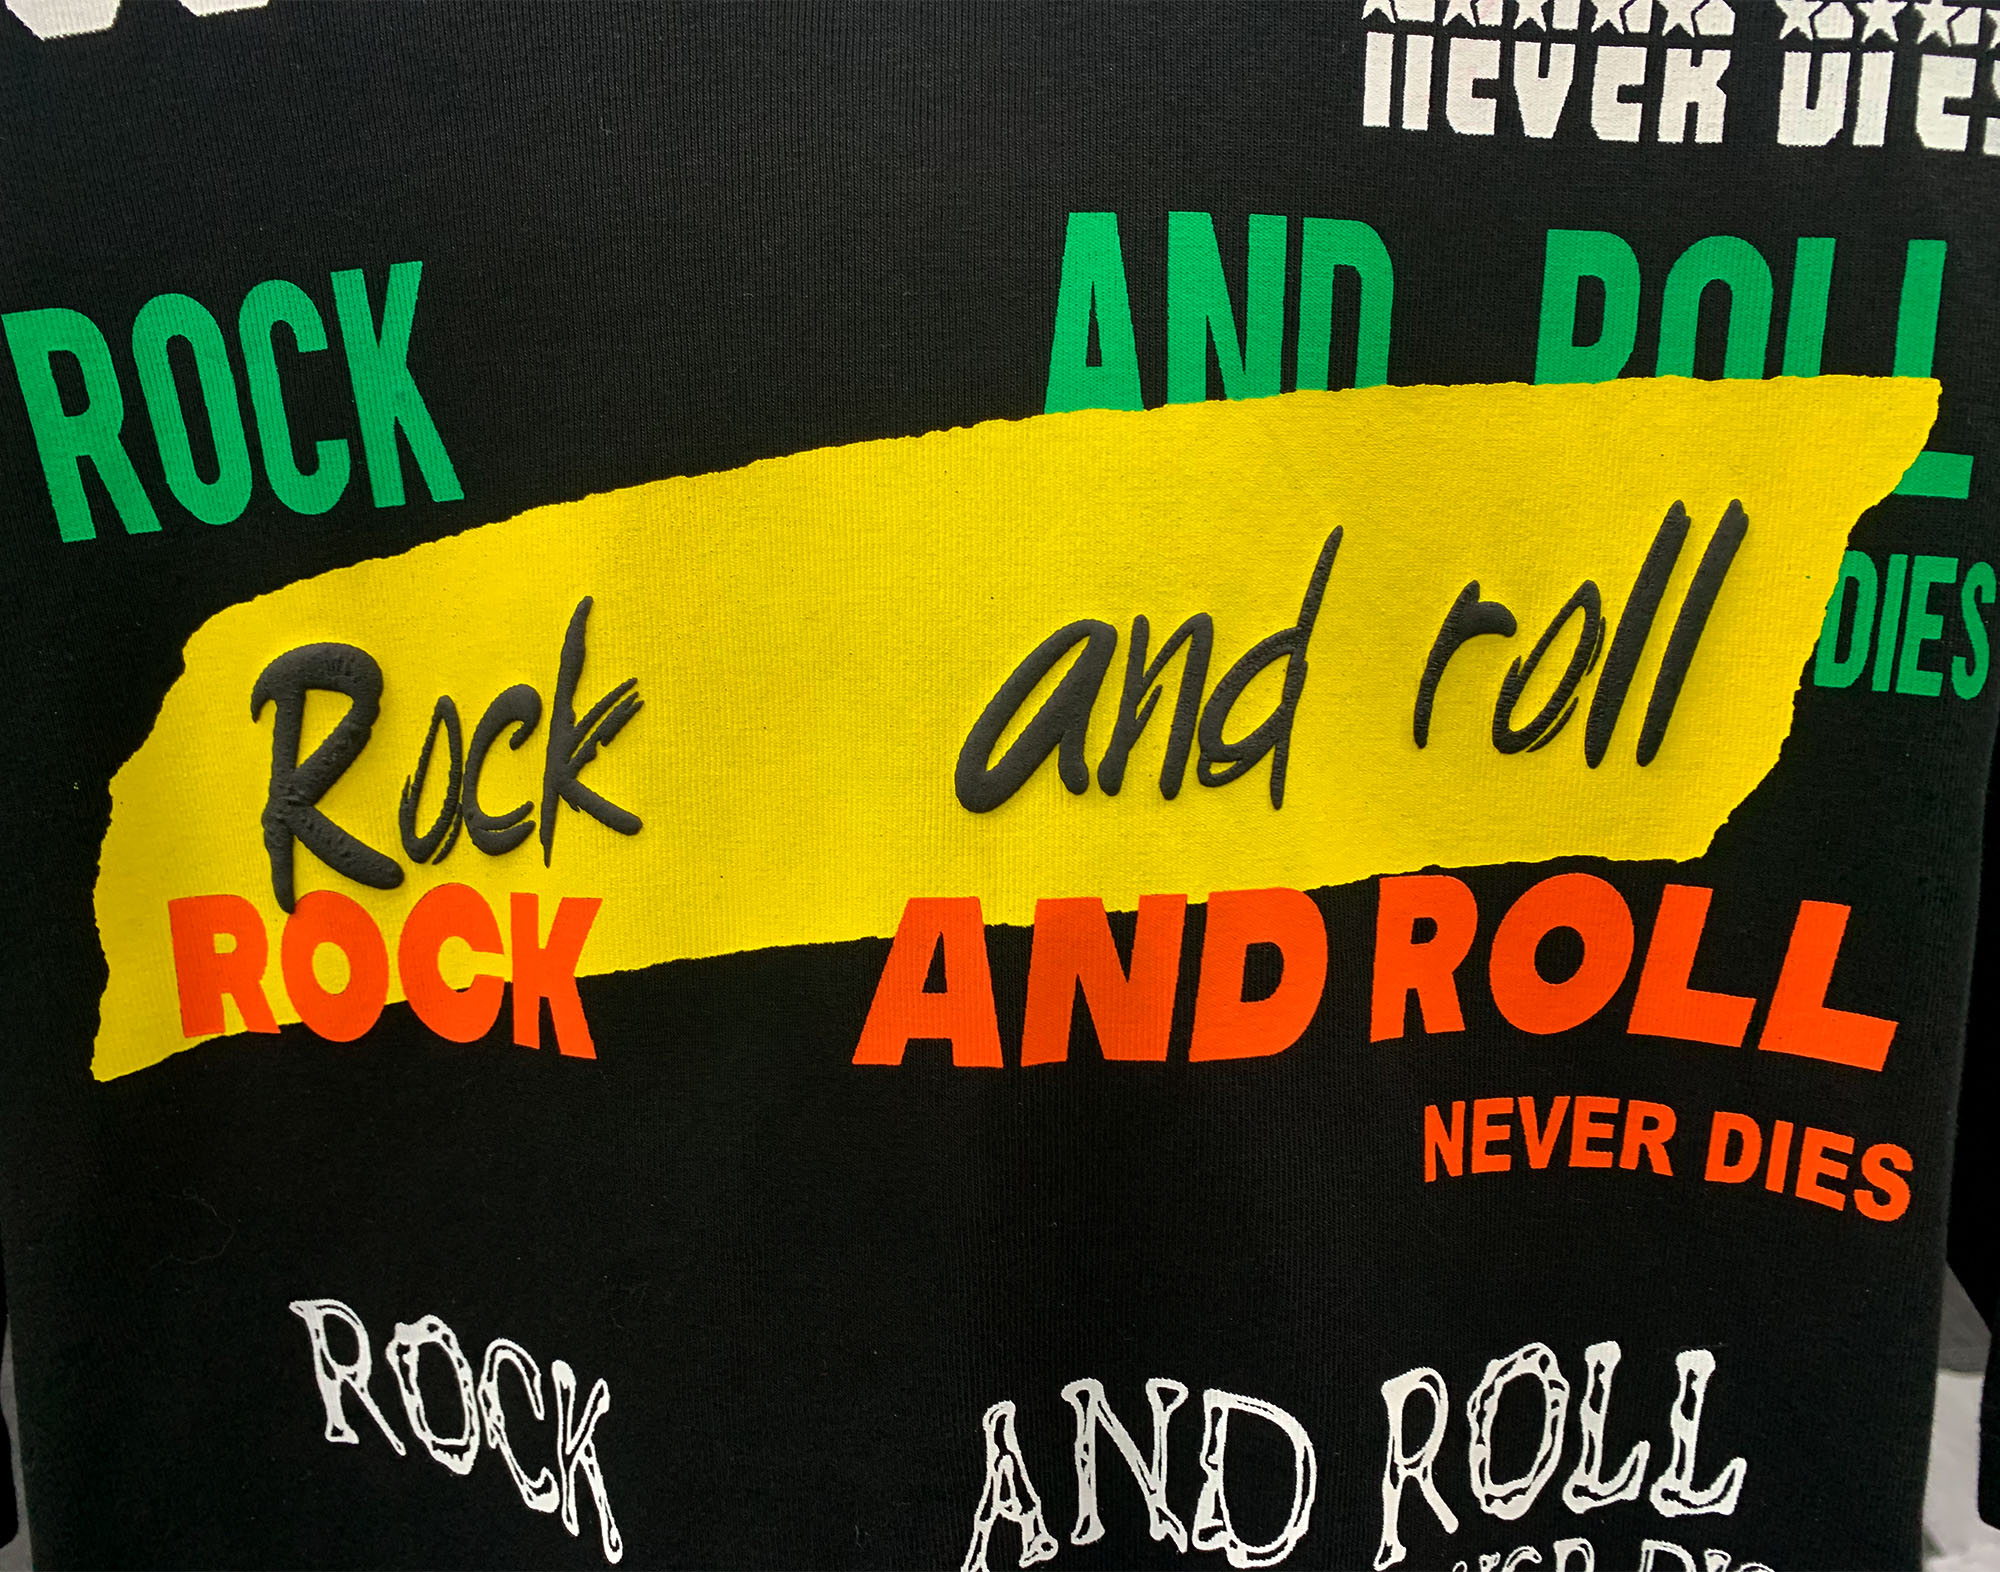 NEVER DIES
ROCK AND ROLL
DIES
Rock and roll
ROCK AND ROLL
NEVER DIES
ROCK AND ROLL